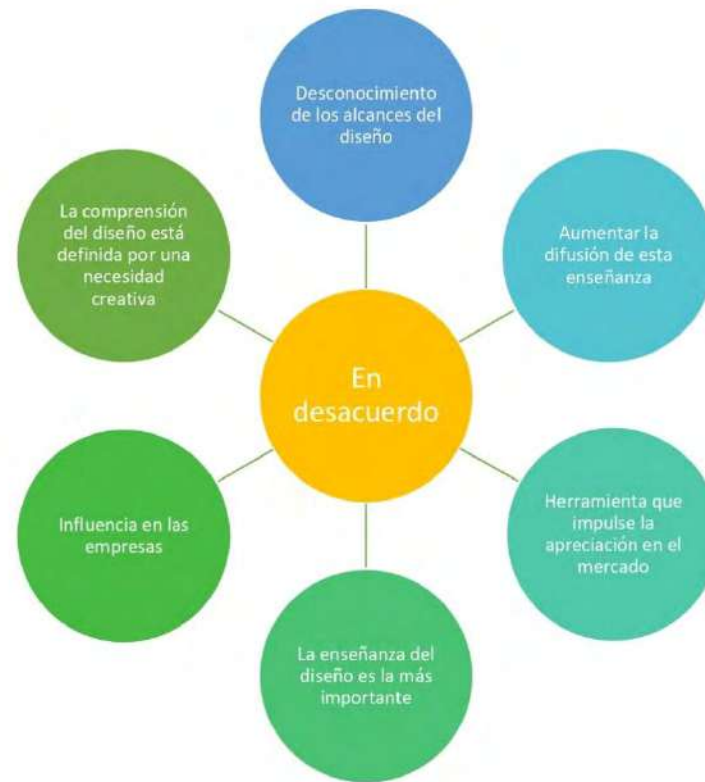 Desconocimiento
de los alcances del
diseño
Aumentar la
difusión de esta
enseñanza
Herramienta que
impulse la
apreciación en el
mercado
La enseñanza del
diseño es la más
importante
Influencia en las
empresas
La comprensión
del diseño está
definida por una
necesidad
creativa
En
desacuerdo